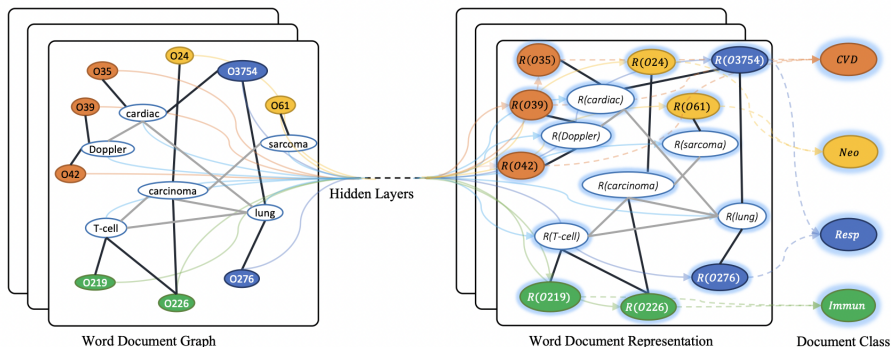 O35
O24
O3754
O39
cardiac
O61
Doppler
sarcoma
O42
carcinoma
lung
T-cell
O219
O226
O276
Word Document Graph
Hidden Layers
R(O35)
R(O24)
R(O3754)
R(O39)
R(cardiac)
R(O61)
R(Doppler)
R(sarcoma)
R(O42)
R(carcinoma)
R(lung)
R(T-cell)
R(O276)
R(O219)
R(O226)
Word Document Representation
CVD
Neo
Resp
Immun
Document Class